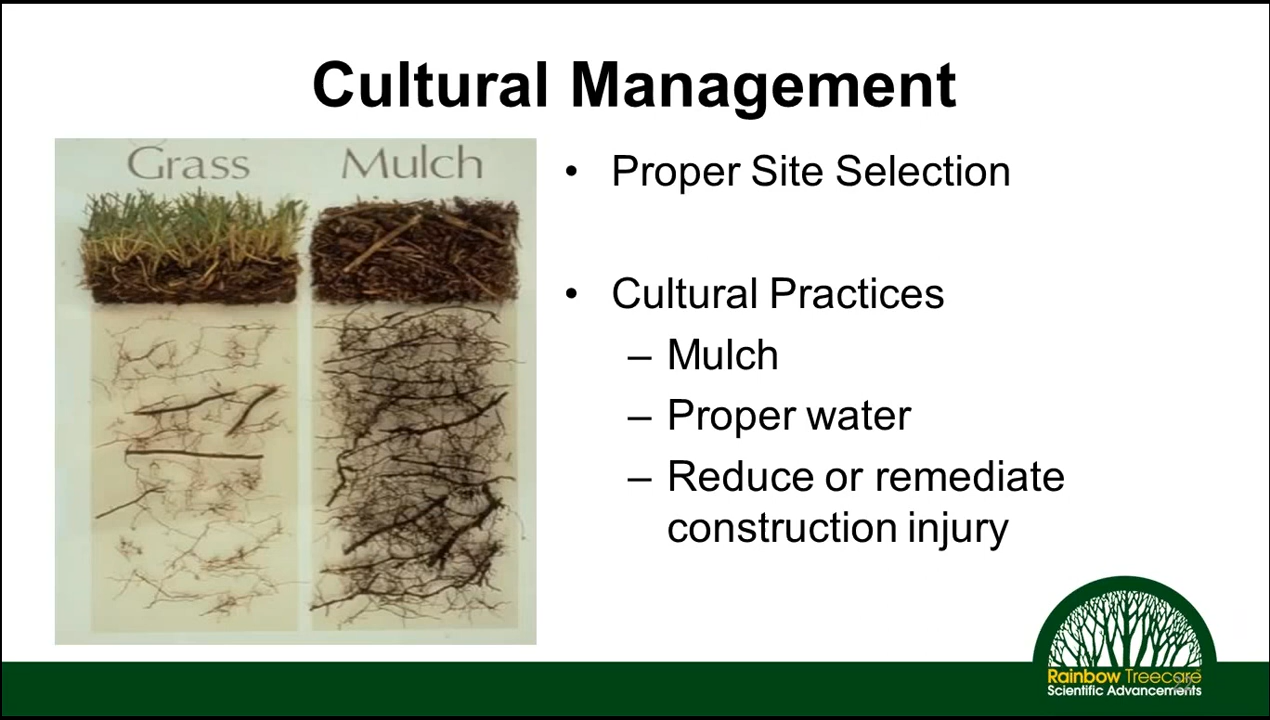 Cultural Management
Grass
Mulch
• Proper Site Selection
• Cultural Practices
– Mulch
– Proper water
– Reduce or remediate
construction injury
Rainbow Treecare
Scientific Advancements